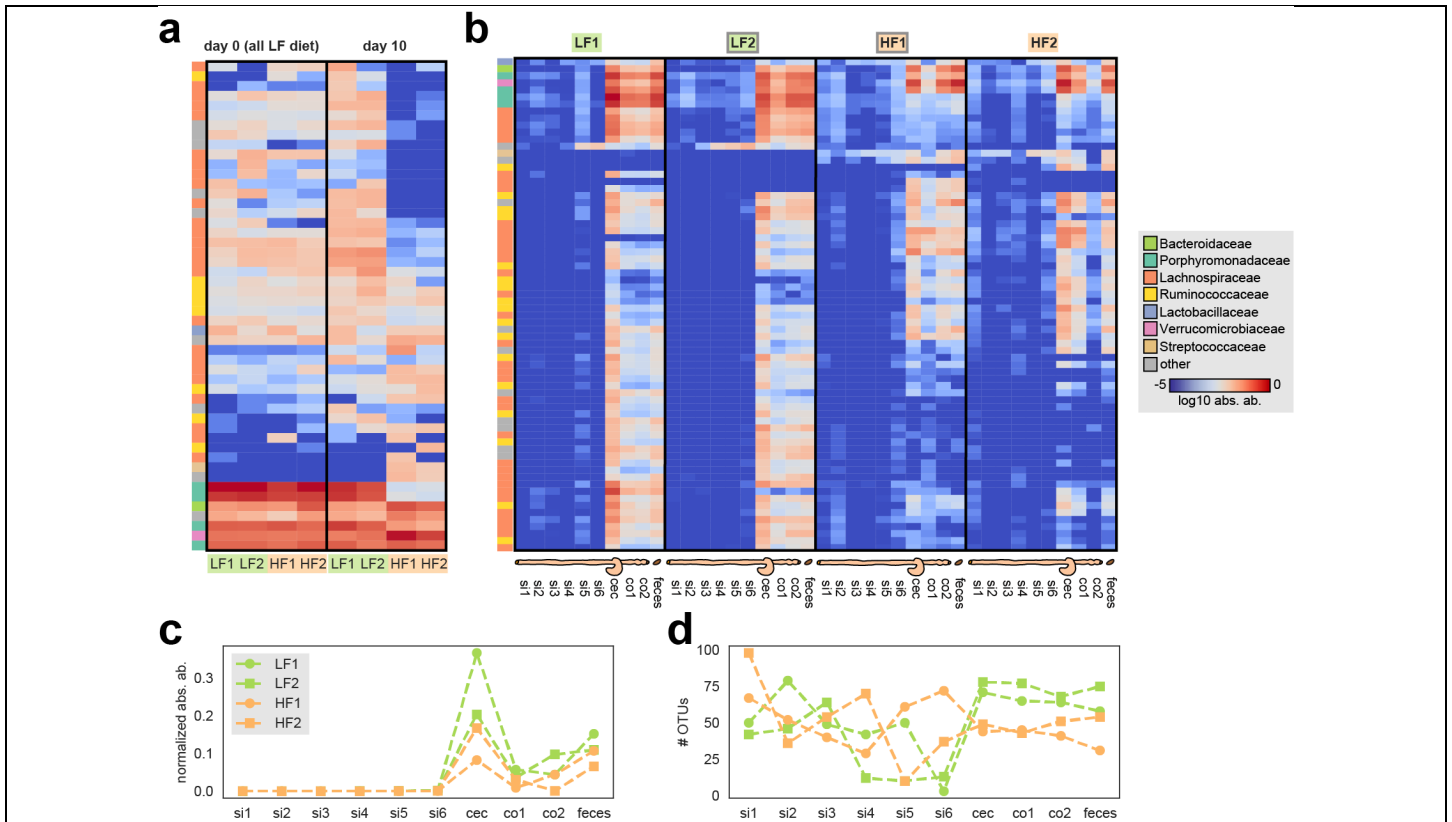 a
day 0 (all LF diet) day 10
LF1 LF2 HF1 HF2 LF1 LF2 HF1 HF2
b
LF1 LF2 HF1 HF2
si1 si2 si3 si4 si5 si6 cec co1 co2 feces si1 si2 si3 si4 si5 si6 cec co1 co2 feces si1 si2 si3 si4 si5 si6 cec co1 co2 feces si1 si2 si3 si4 si5 si6 cec co1 co2 feces
Bacteroidaceae
Porphyromonadaceae
Lachnospiraceae
Ruminococcaceae
Lactobacillaceae
Verrucomicrobiaceae
Streptococcaceae
other
-5 0
log10 abs. ab.
c
normalized abs. ab.
0.3
0.2
0.1
0.0
LF1
LF2
HF1
HF2
si1 si2 si3 si4 si5 si6 cec co1 co2 feces
d
# OTUs
100
75
50
25
0
si1 si2 si3 si4 si5 si6 cec co1 co2 feces